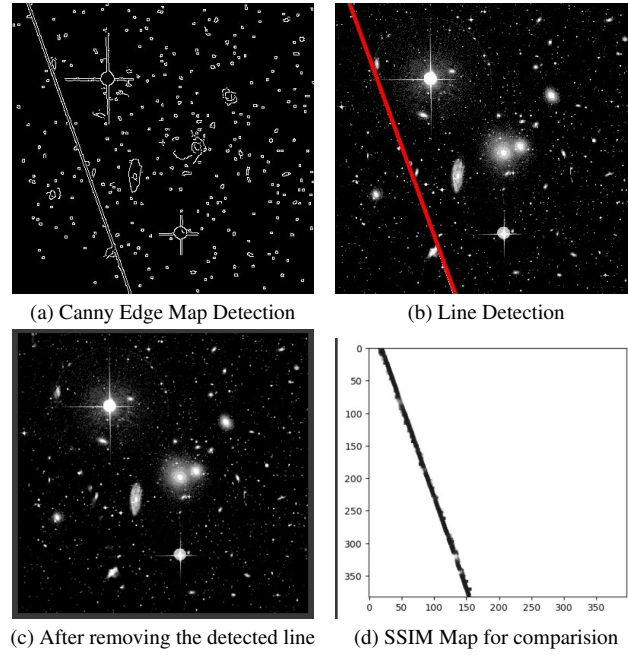 (a) Canny Edge Map Detection
(b) Line Detection
0
50
100
150
200
250
300
350
0 50 100 150 200 250 300 350
(c) After removing the detected line
(d) SSIM Map for comparision